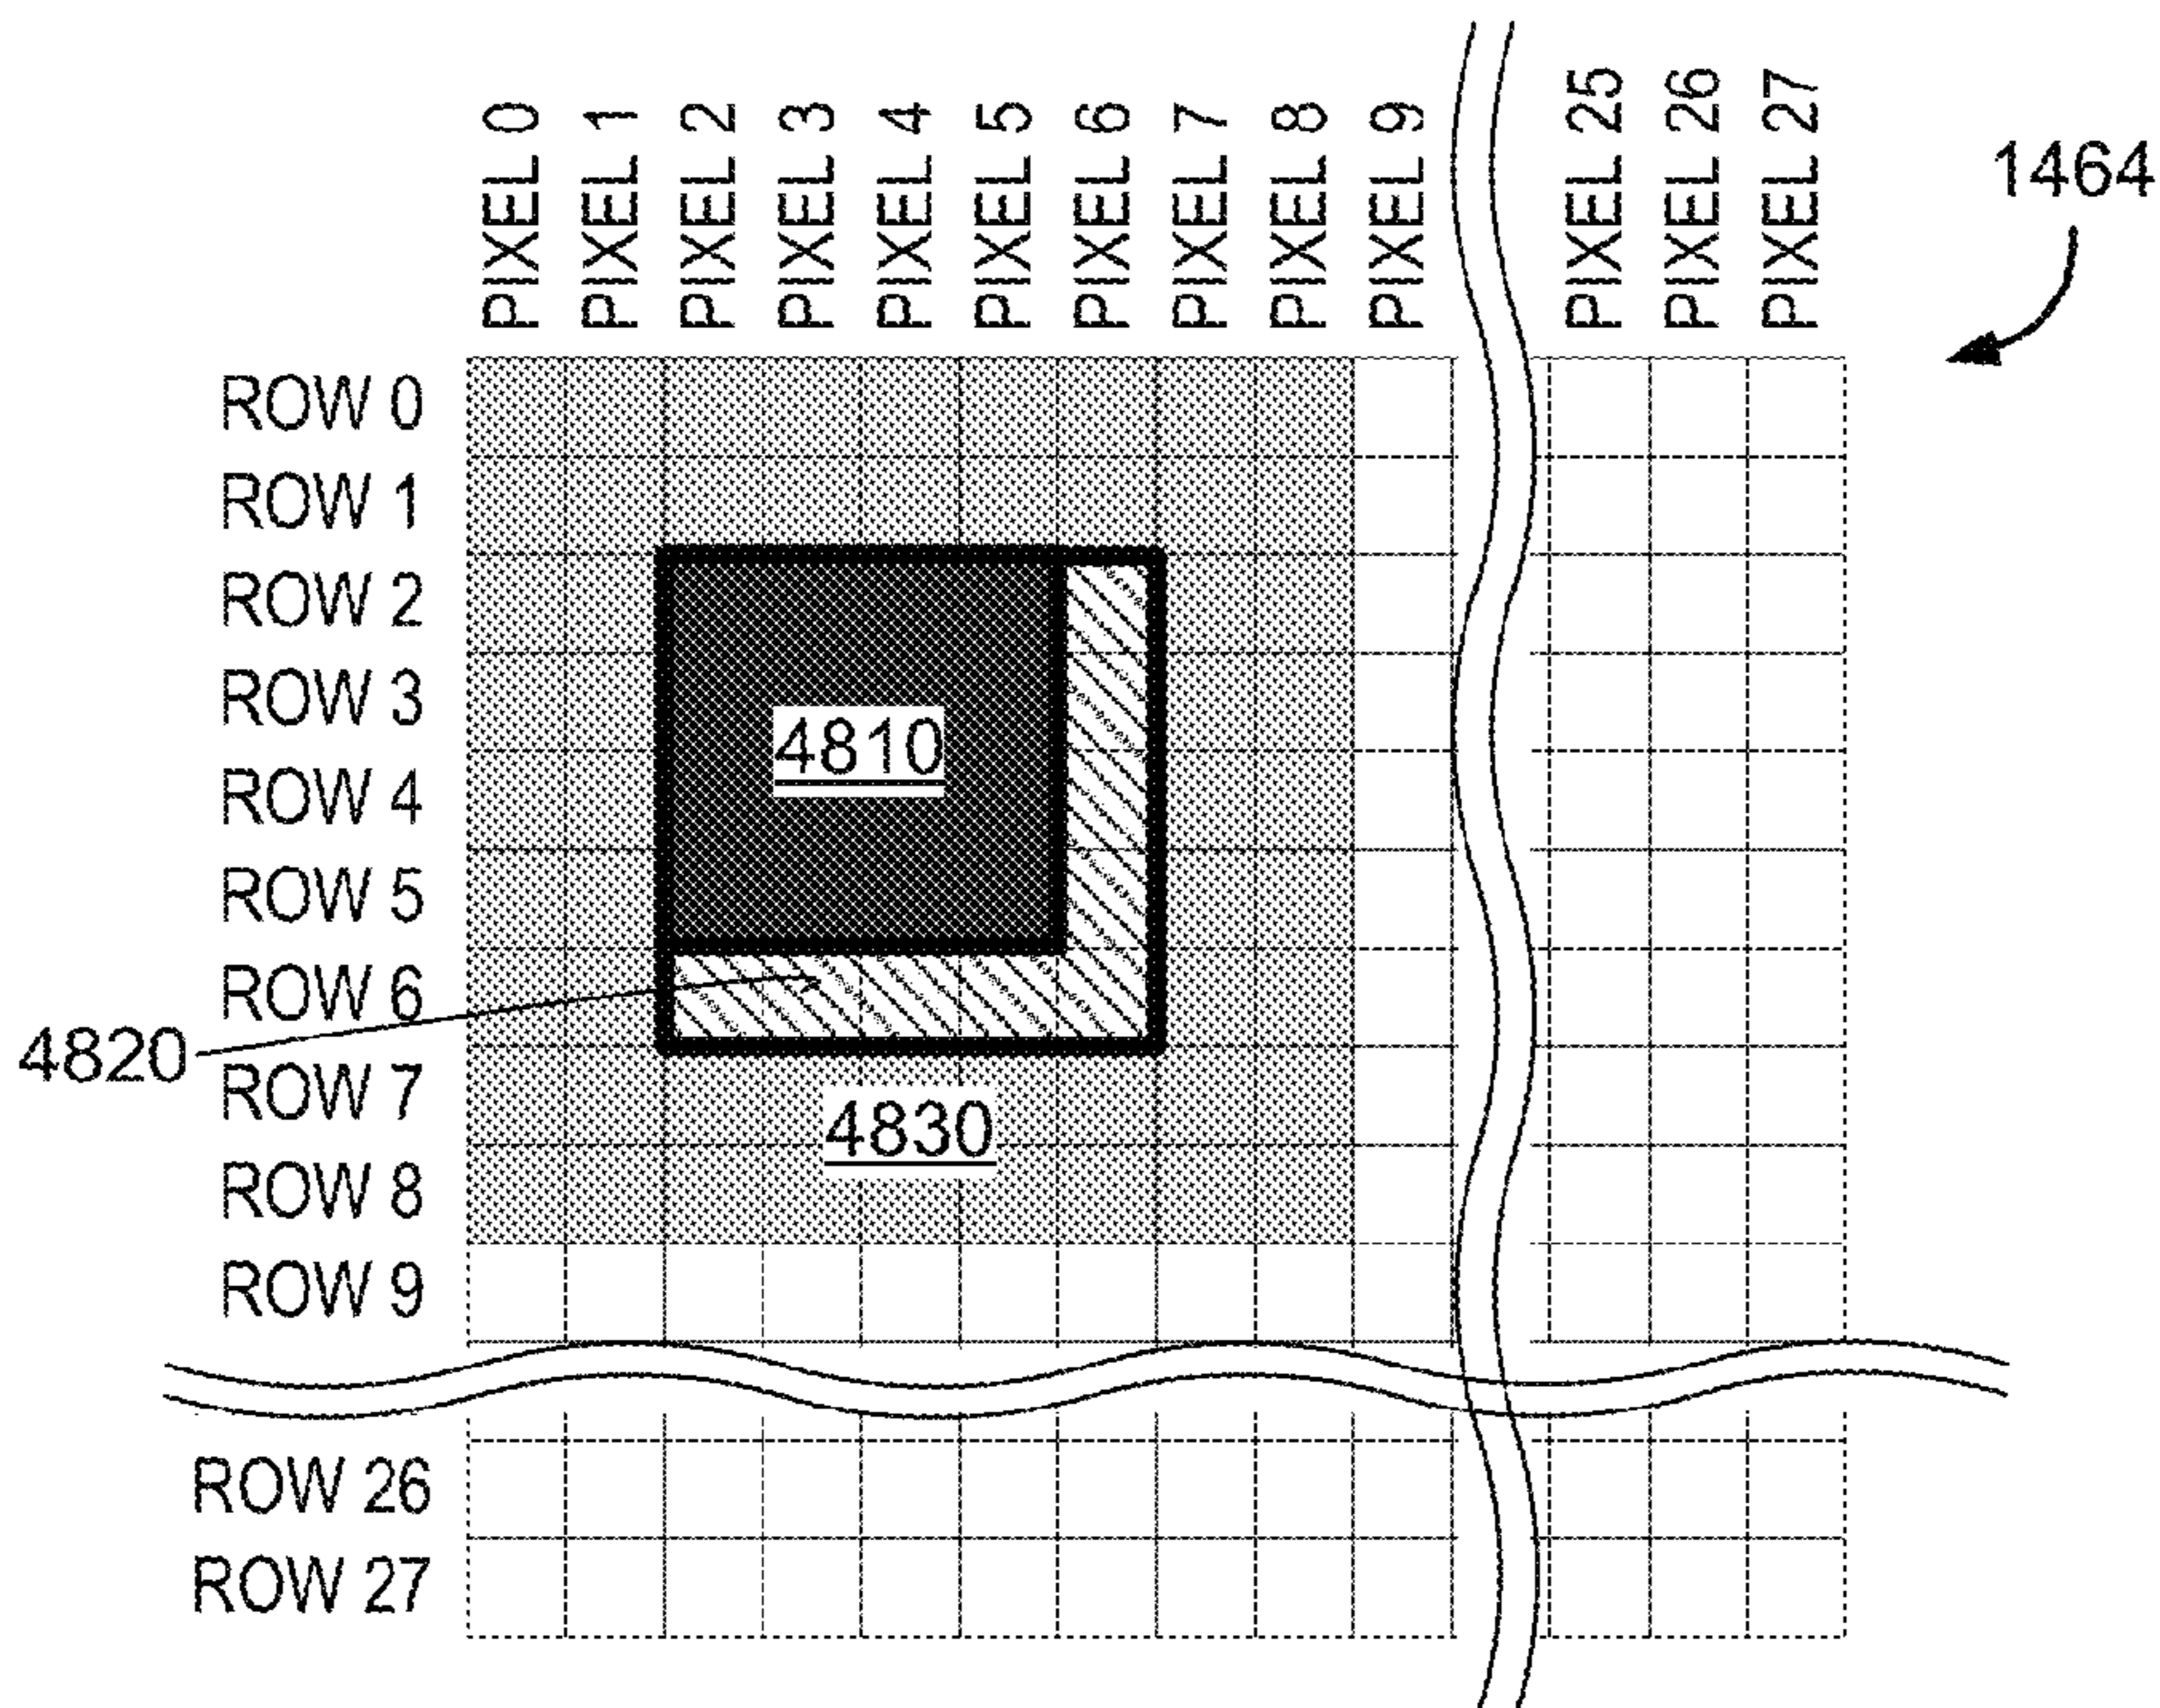 PIXEL 0
PIXEL 1
PIXEL 2
PIXEL 3
PIXEL 4
PIXEL 5
PIXEL 6
PIXEL 7
PIXEL 8
PIXEL 9
PIXEL 25
PIXEL 26
PIXEL 27
1464
ROW 0
ROW 1
ROW 2
ROW 3
4810
ROW 4
ROW 5
ROW 6
4820
ROW 7
4830
ROW 8
ROW 9
ROW 26
ROW 27